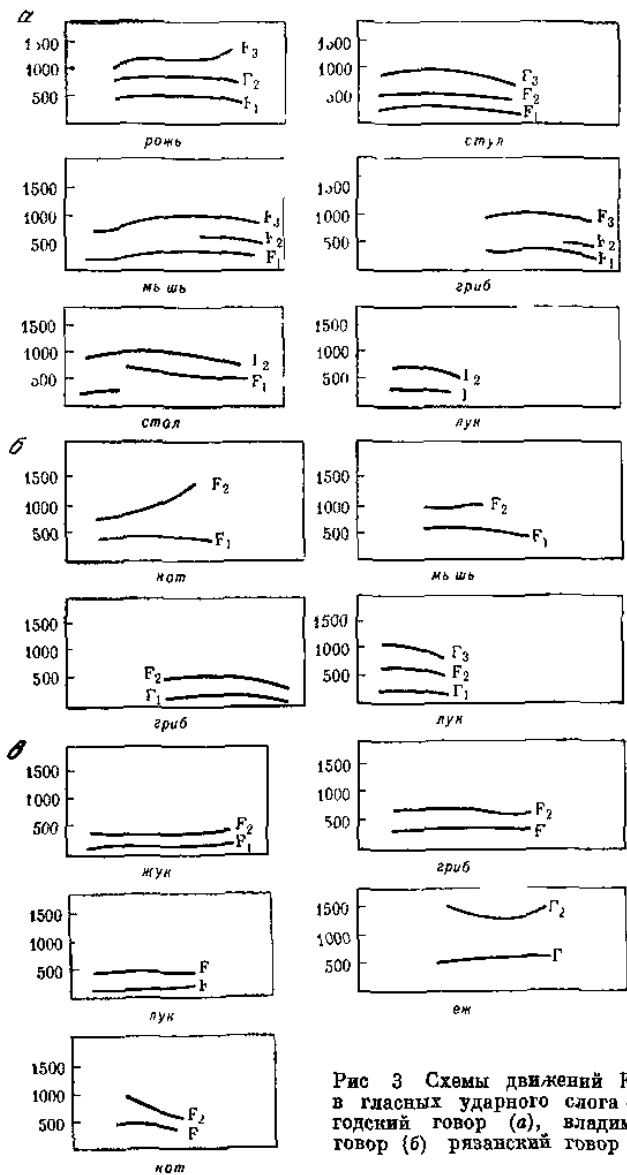 а
1500 1500
1000 F3 1000 F3
500 F2 F2
F1 F1
рожь стул
1500 1500
1000 F3 1000 F3
500 F2 500 F2
F1 F1
мышь гриб
1500 1500
1000 F2 1000
500 F1 500 F2
стол лук
б
1500 F2 1500
1000 1000 F2
500 F1 500 F1
кот мышь
1500 1500
1000 1000 F3
500 F2 500 F2
F1 F1
гриб лук
в
1500 1500
1000 1000
500 F2 500 F2
F1 F
жук гриб
1500 1500 F2
1000 1000
500 F 500 F
F
лук еж
1500
1000
500 F2
F
кот
Рис 3 Схемы движений
в гласных ударного слога
годский говор (а), владим
говор (б) рязанский говор